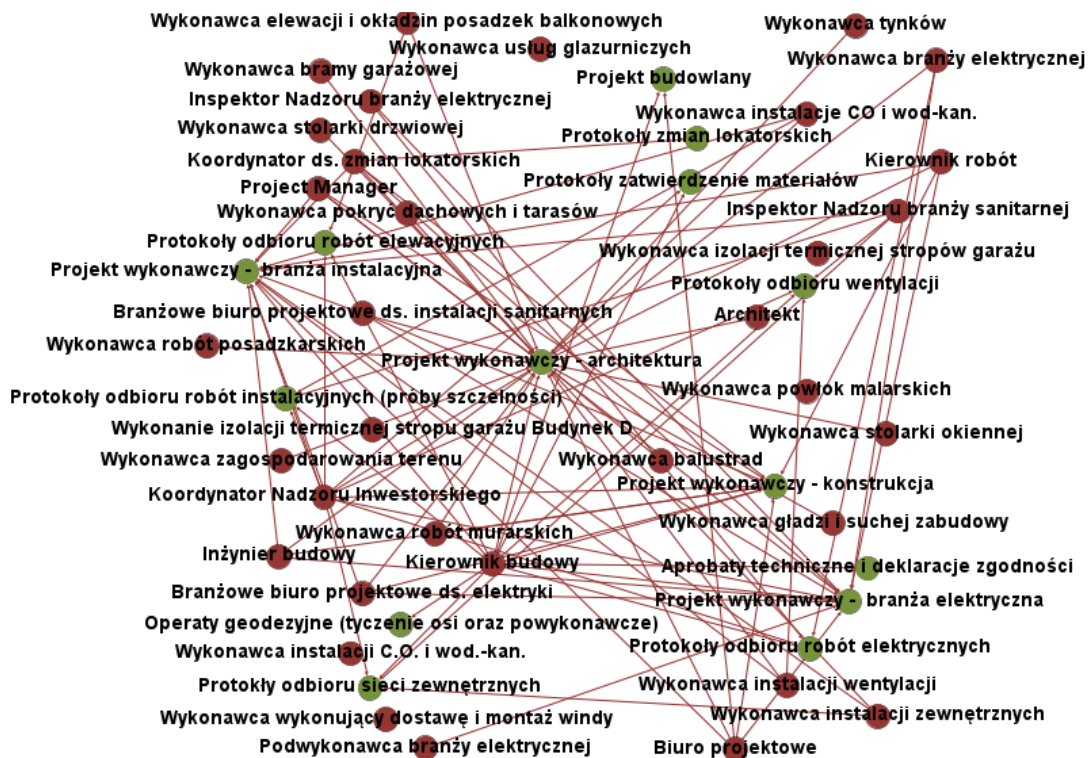 Wykonawca elewacji i okładzin posadzek balkonowych
Wykonawca tynków
Wykonawca usług glazurniczych
Wykonawca branży elektrycznej
Wykonawca bramy garażowej
Projekt budowlany
Inspektor Nadzoru branży elektrycznej
Wykonawca instalacje CO i wod-kan.
Wykonawca stolarki drzwiowej
Protokoły zmian lokatorskich
Koordynator ds. zmian lokatorskich
Kierownik robót
Project Manager
Protokoły zatwierdzenie materiałów
Wykonawca pokryć dachowych i tarasów
Inspektor Nadzoru branży sanitarnej
Protokoły odbioru robót elewacyjnych
Wykonawca izolacji termicznej stropów garażu
Projekt wykonawczy - branża instalacyjna
Protokoły odbioru wentylacji
Branżowe biuro projektowe ds. instalacji sanitarnych
Architekt
Wykonawca robót posadzkarskich
Projekt wykonawczy - architektura
Wykonawca powłok malarskich
Protokoły odbioru robót instalacyjnych (próby szczelności)
Wykonanie izolacji termicznej stropu garażu Budynek D
Wykonawca stolarki okiennej
Wykonawca zagospodarowania terenu
Wykonawca balustrad
Projekt wykonawczy - konstrukcja
Koordynator Nadzoru Inwestorskiego
Wykonawca gładzi i suchej zabudowy
Wykonawca robót murarskich
Inżynier budowy
Kierownik budowy
Aprobaty techniczne i deklaracje zgodności
Branżowe biuro projektowe ds. elektryki
Projekt wykonawczy - branża elektryczna
Operaty geodezyjne (tyczenie osi oraz powykonawcze)
Protokoły odbioru robót elektrycznych
Wykonawca instalacji C.O. i wod.-kan.
Protokły odbioru sieci zewnętrznych
Wykonawca instalacji wentylacji
Wykonawca wykonujący dostawę i montaż windy
Wykonawca instalacji zewnętrznych
Podwykonawca branży elektrycznej
Biuro projektowe